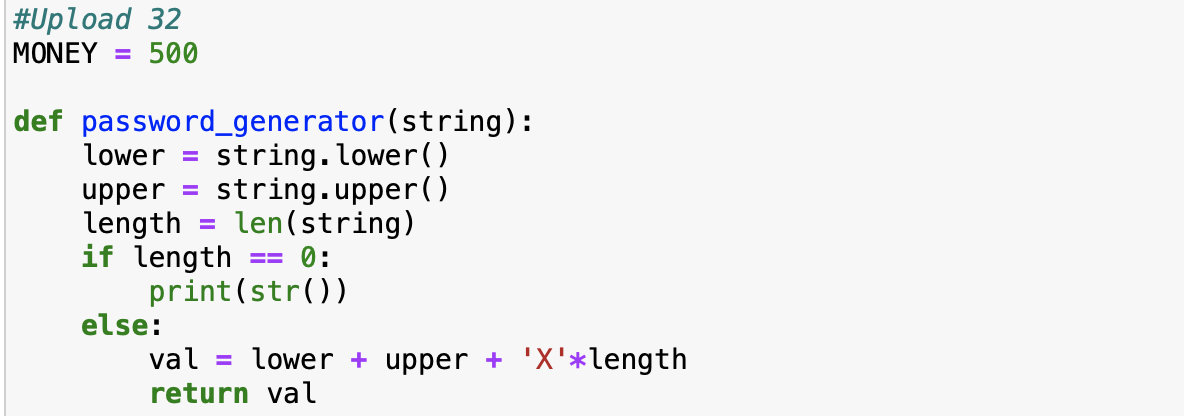 #Upload 32
MONEY = 500

def password_generator(string):
    lower = string.lower()
    upper = string.upper()
    length = len(string)
    if length == 0:
        print(str())
    else:
        val = lower + upper + 'X'*length
        return val